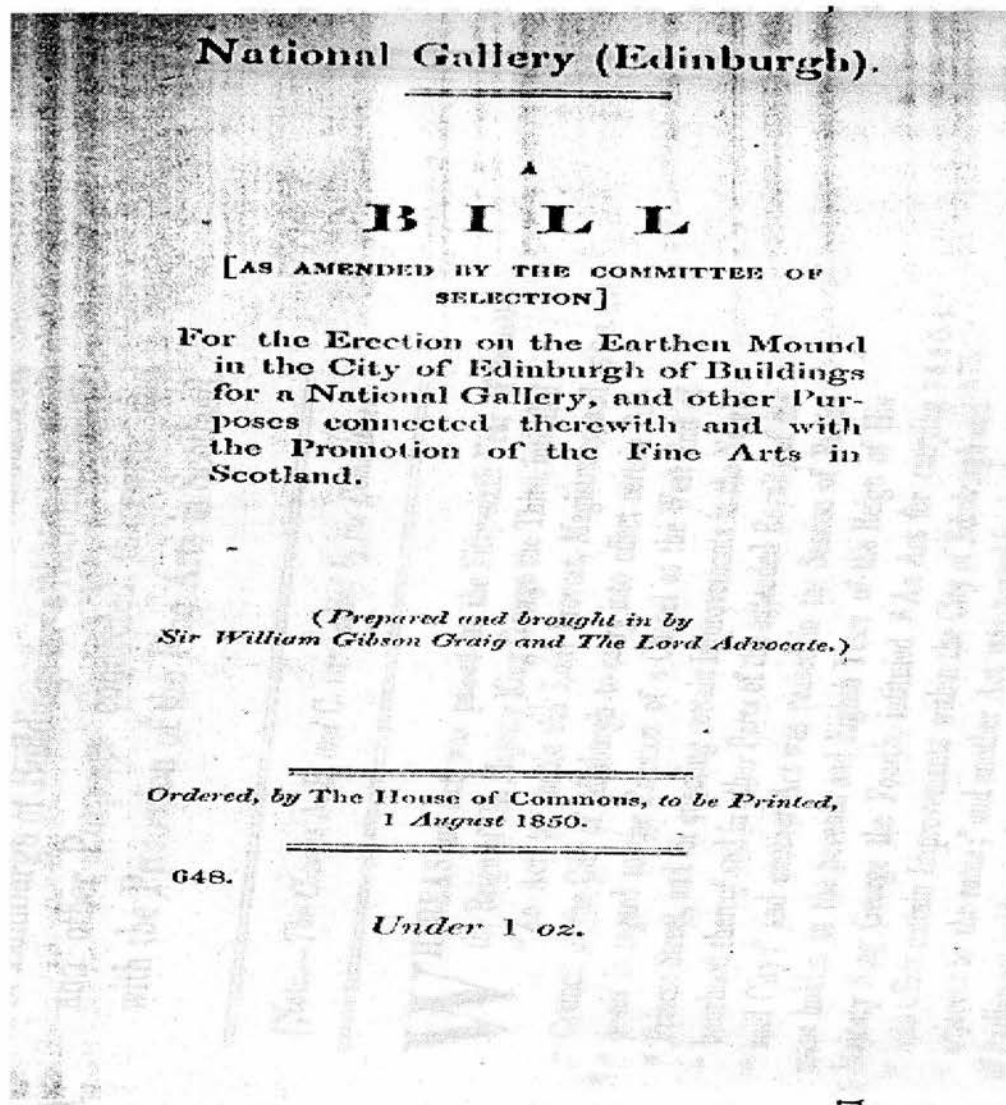 National Gallery (Edinburgh).
A
BILL
[AS AMENDED BY THE COMMITTEE OF
SELECTION]
For the Erection on the Earthen Mound
in the City of Edinburgh of Buildings
for a National Gallery, and other Pur-
poses connected therewith and with
the Promotion of the Fine Arts in
Scotland.
(Prepared and brought in by
Sir William Gibson Graig and The Lord Advocate.)
Ordered, by The House of Commons, to be Printed,
1 August 1850.
648.
Under 1 oz.